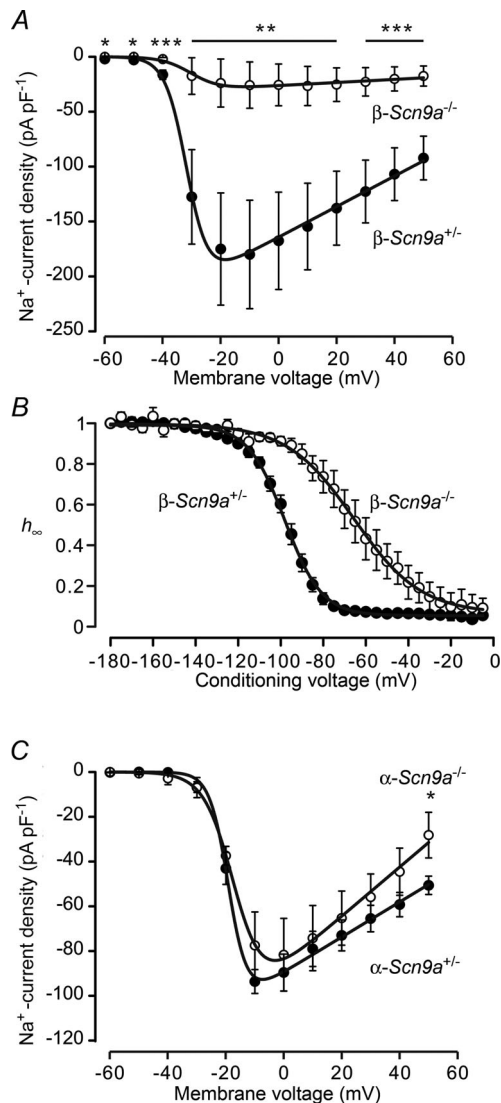 A
* * *** ** ***
0
-50
-100
-150
-200
-250
Na⁺-current density (pA pF⁻¹)
β-Scn9a⁻/⁻
β-Scn9a⁺/⁻
-60 -40 -20 0 20 40 60
Membrane voltage (mV)
B
1
0.8
0.6
0.4
0.2
0
h∞
β-Scn9a⁺/⁻ β-Scn9a⁻/⁻
-180 -160 -140 -120 -100 -80 -60 -40 -20 0
Conditioning voltage (mV)
C
0
-20
-40
-60
-80
-100
-120
Na⁺-current density (pA pF⁻¹)
α-Scn9a⁻/⁻
*
α-Scn9a⁺/⁻
-60 -40 -20 0 20 40 60
Membrane voltage (mV)